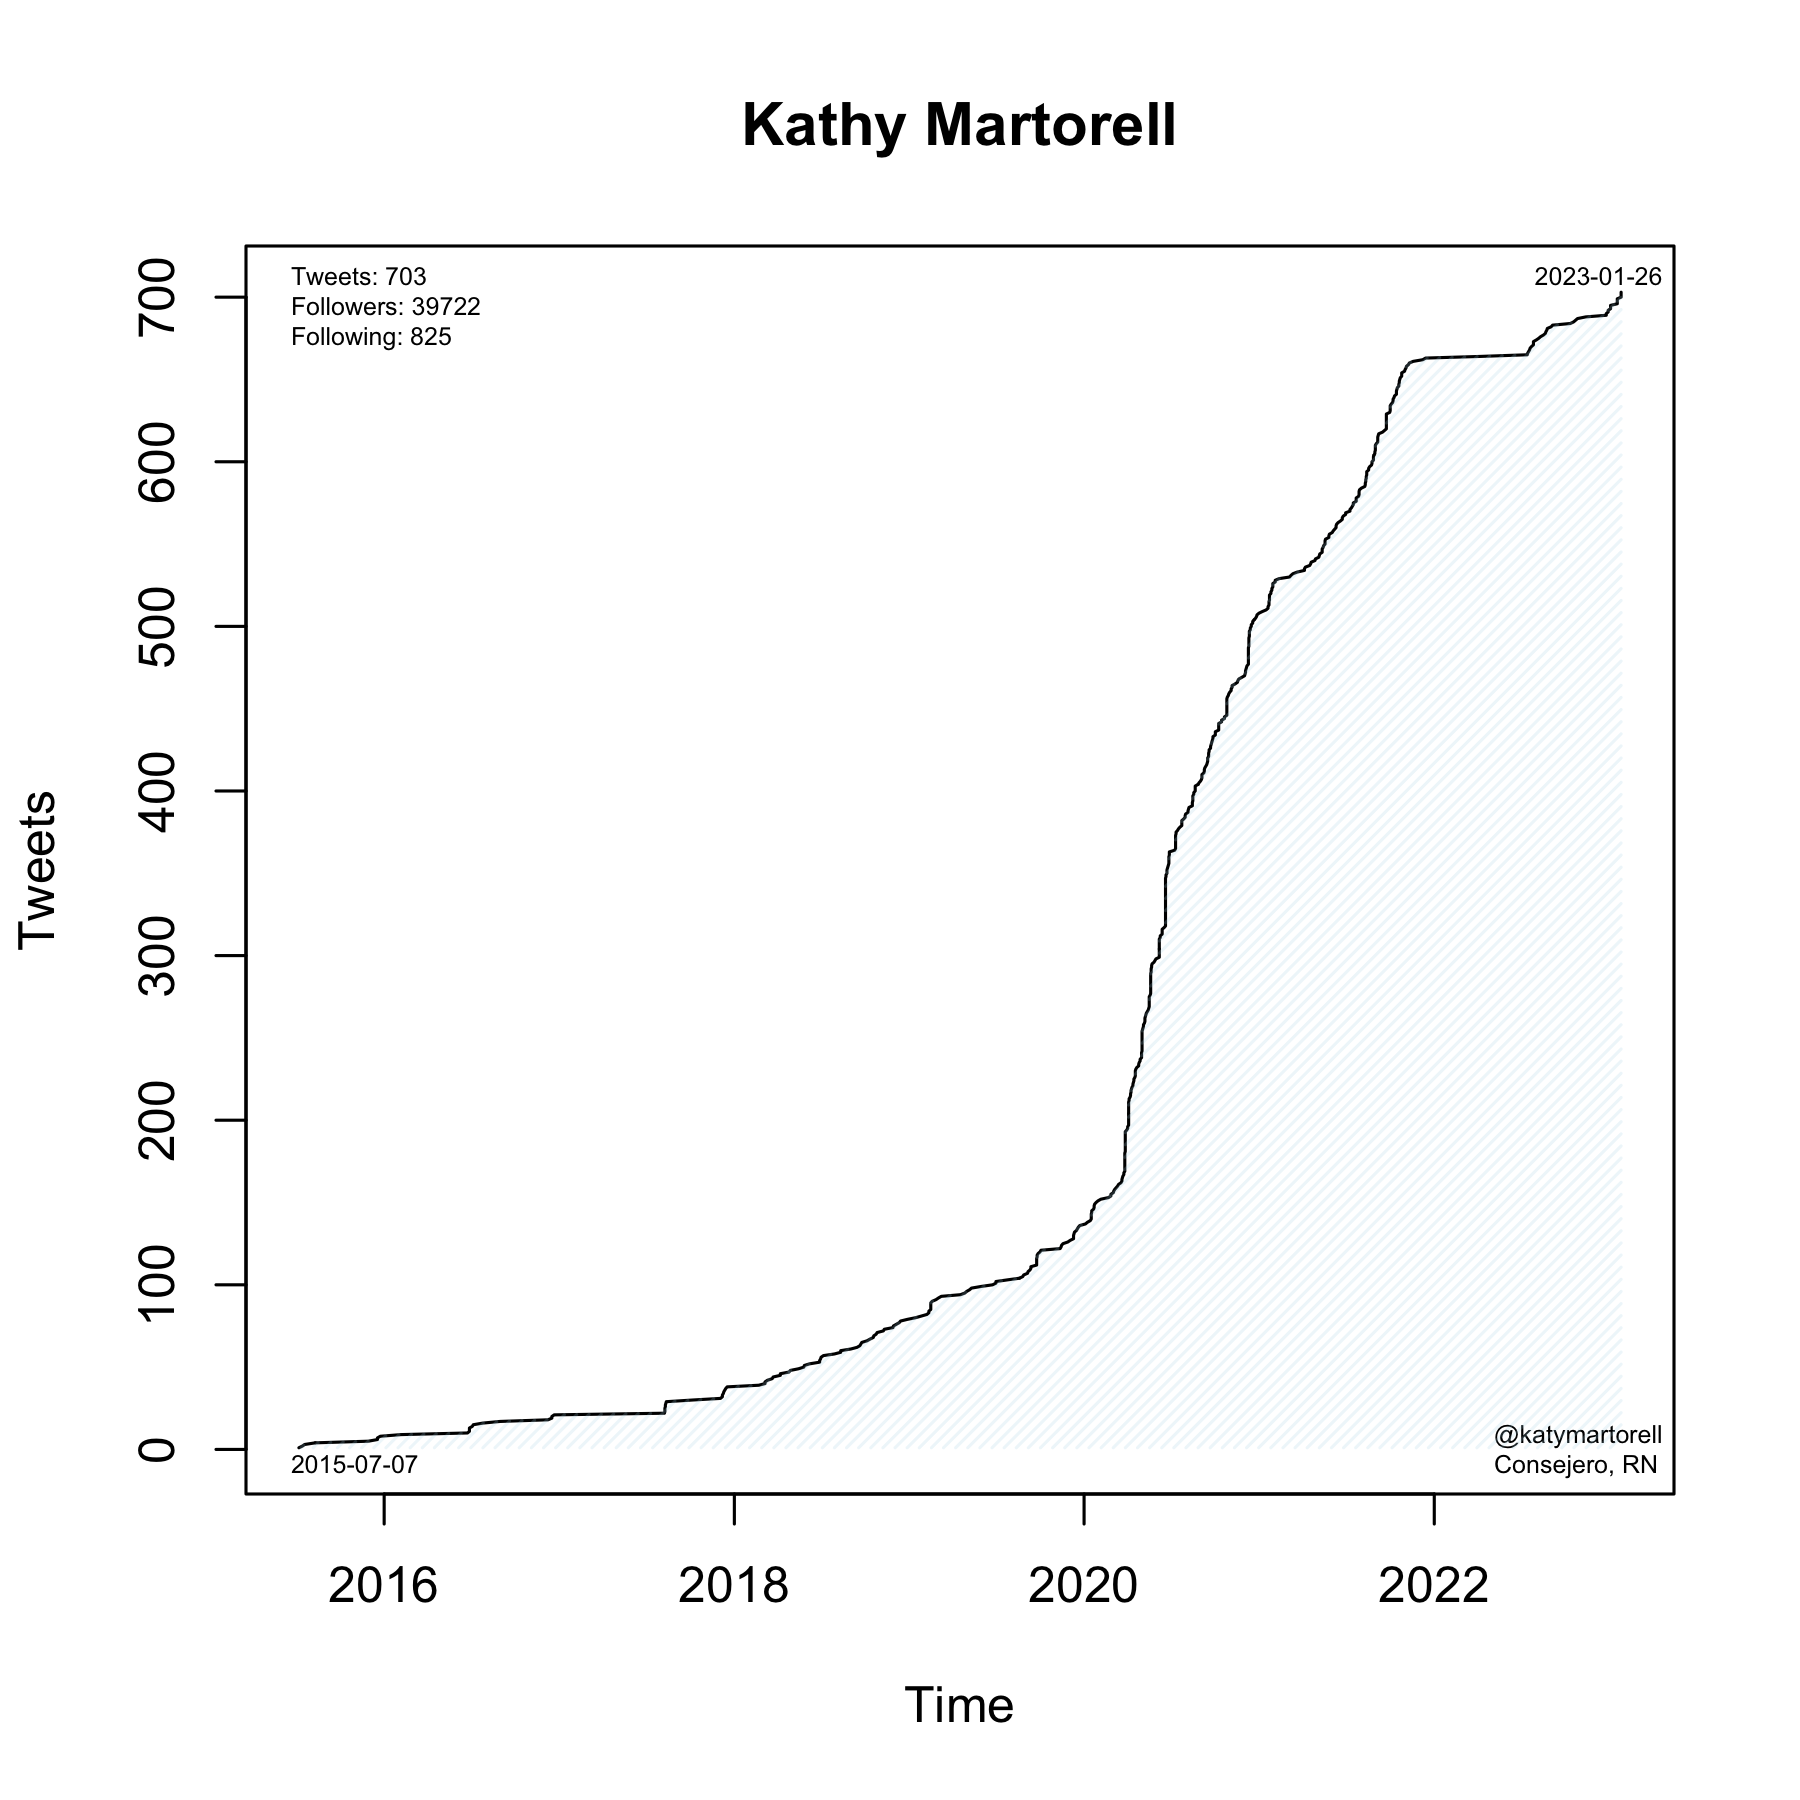 Kathy Martorell
Tweets: 703
Followers: 39722
Following: 825
2023-01-26
700
600
500
400
300
200
100
0
Tweets
2015-07-07
@katymartorell
Consejero, RN
2016
2018
2020
2022
Time